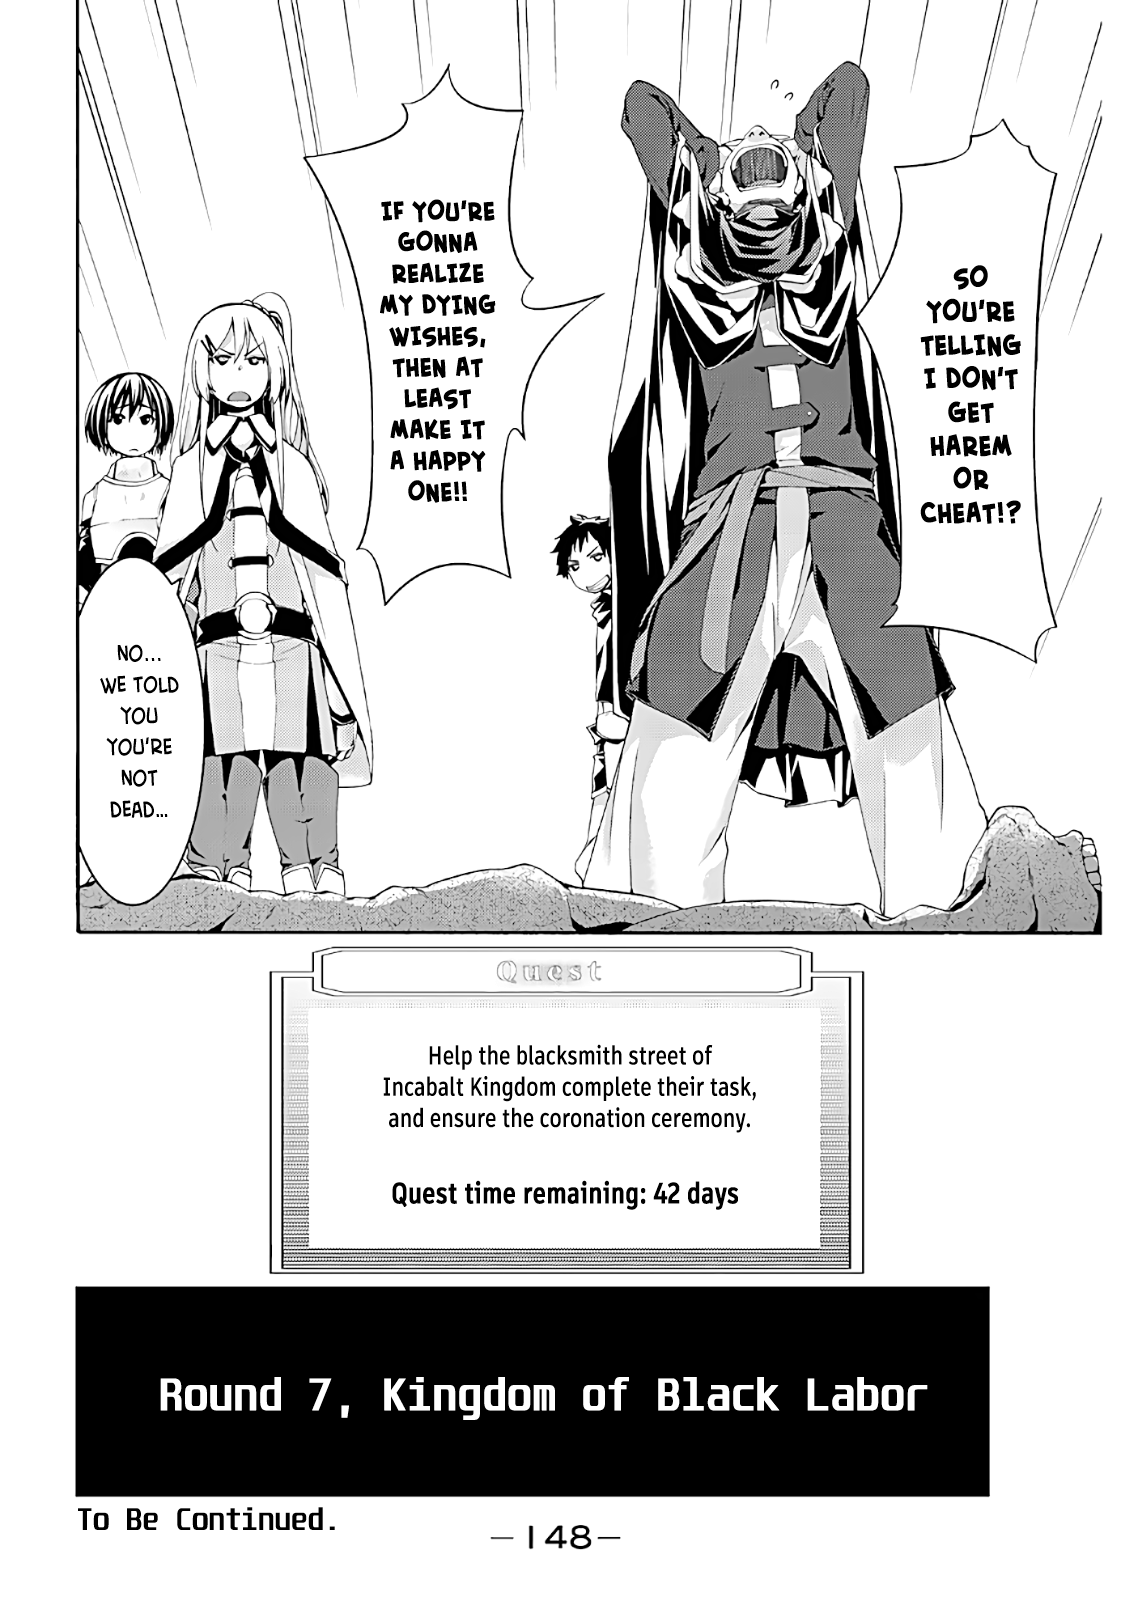 SO
YOU'RE
TELLING
I DON'T
GET
HAREM
OR
CHEAT!?
IF YOU'RE
GONNA
REALIZE
MY DYING
WISHES,
THEN AT
LEAST
MAKE IT
A HAPPY
ONE!!
NO...
WE TOLD
YOU
YOU'RE
NOT
DEAD...
Quest
Help the blacksmith street of
Incabalt Kingdom complete their task,
and ensure the coronation ceremony.
Quest time remaining: 42 days
Round 7, Kingdom of Black Labor
To Be Continued.
—148—